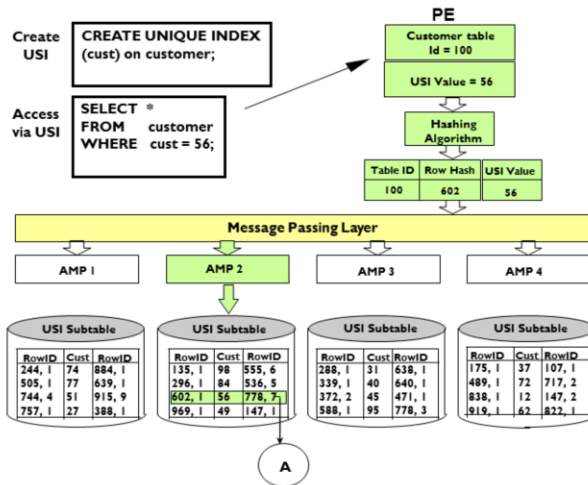 PE
Create
USI
CREATE UNIQUE INDEX
(cust) on customer;
Access
via USI
SELECT *
FROM customer
WHERE cust = 56;
Customer table
Id = 100
USI Value = 56
Hashing
Algorithm
Table ID Row Hash USI Value
100 602 56
Message Passing Layer
AMP 1 AMP 2 AMP 3 AMP 4
USI Subtable USI Subtable USI Subtable USI Subtable
RowID Cust RowID
244, 1 74 884, 1
505, 1 77 639, 1
744, 4 51 915, 9
757, 1 27 388, 1
RowID Cust RowID
135, 1 98 555, 6
296, 1 84 536, 5
602, 1 56 778, 7
969, 1 49 147, 1
RowID Cust RowID
288, 1 31 638, 1
339, 1 40 640, 1
372, 2 45 471, 1
588, 1 95 778, 3
RowID Cust RowID
175, 1 37 107, 1
489, 1 72 717, 2
838, 1 12 147, 2
919, 1 62 822, 1
A